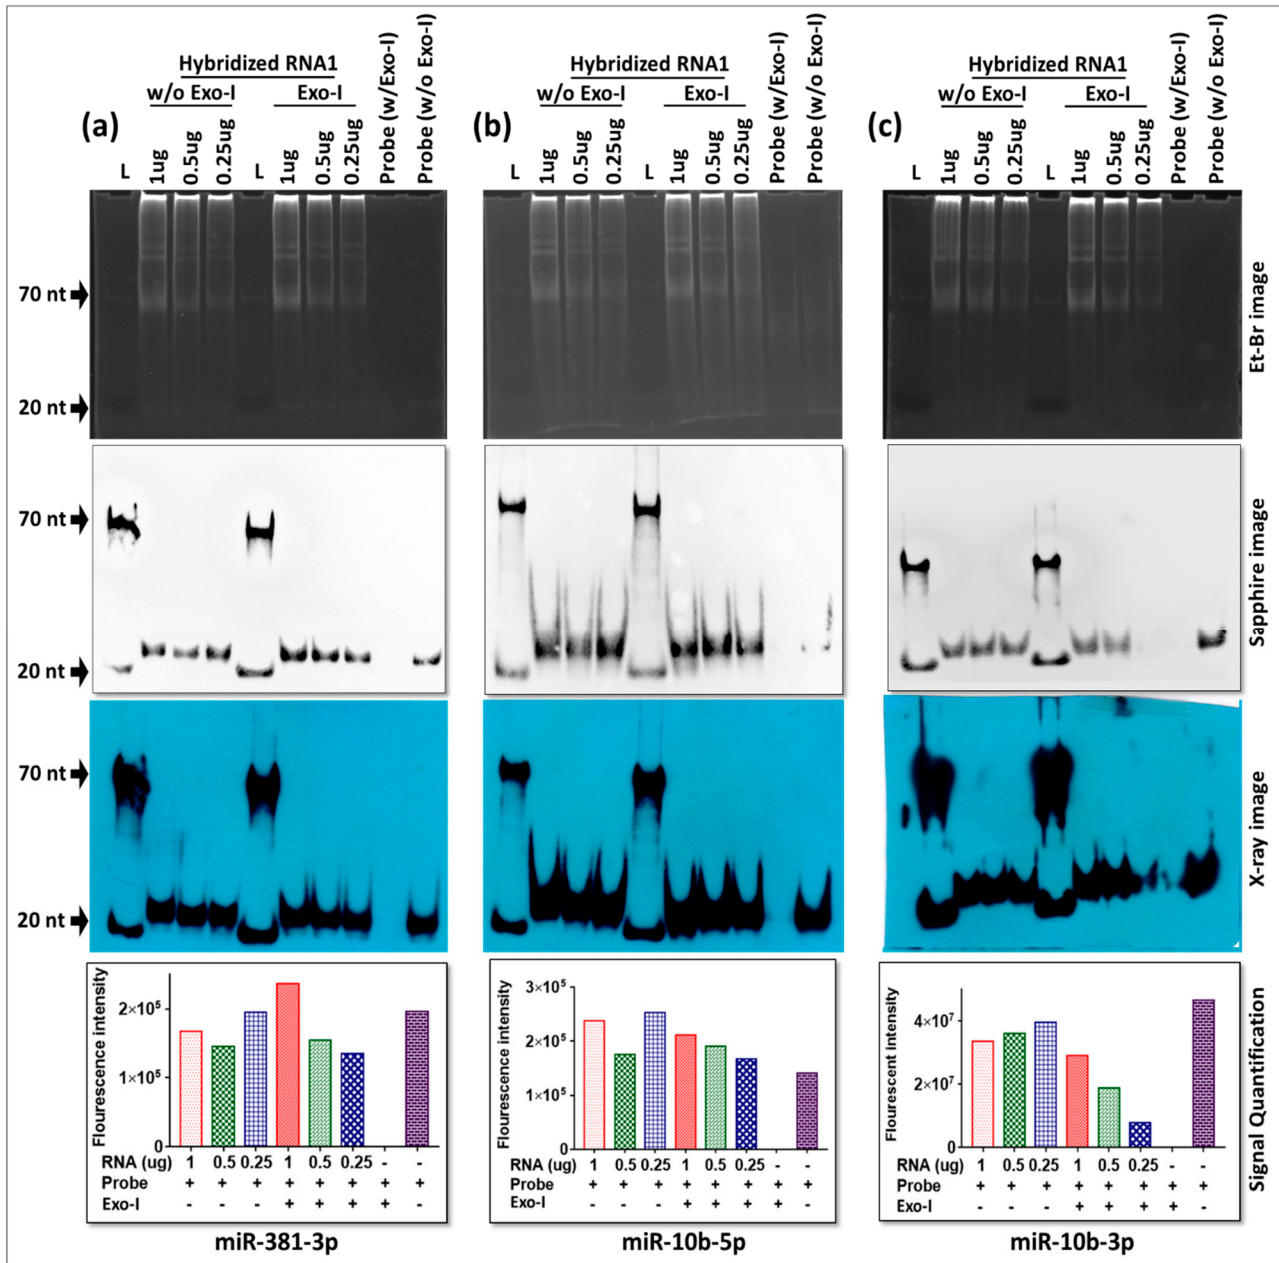 Hybridized RNA1
w/o Exo-I
Exo-I
Probe (w/Exo-I)
Probe (w/o Exo-I)
(a)
L
1ug
0.5ug
0.25ug
L
1ug
0.5ug
0.25ug
Hybridized RNA1
w/o Exo-I
Exo-I
Probe (w/Exo-I)
Probe (w/o Exo-I)
(b)
L
1ug
0.5ug
0.25ug
L
1ug
0.5ug
0.25ug
Hybridized RNA1
w/o Exo-I
Exo-I
Probe (w/Exo-I)
Probe (w/o Exo-I)
(c)
L
1ug
0.5ug
0.25ug
L
1ug
0.5ug
0.25ug
70 nt
20 nt
Et-Br image
70 nt
20 nt
Sapphire image
70 nt
20 nt
X-ray image
Flourescence intensity
2×10⁵
1×10⁵
0
RNA (ug) 1 0.5 0.25 1 0.5 0.25 - -
Probe + + + + + + + +
Exo-I - - - + + + + -
miR-381-3p
Flourescence intensity
3×10⁵
2×10⁵
1×10⁵
0
RNA (ug) 1 0.5 0.25 1 0.5 0.25 - -
Probe + + + + + + + +
Exo-I - - - + + + + -
miR-10b-5p
Flourescent intensity
4×10⁷
2×10⁷
0
RNA (ug) 1 0.5 0.25 1 0.5 0.25 - -
Probe + + + + + + + +
Exo-I - - - + + + + -
miR-10b-3p
Signal Quantification